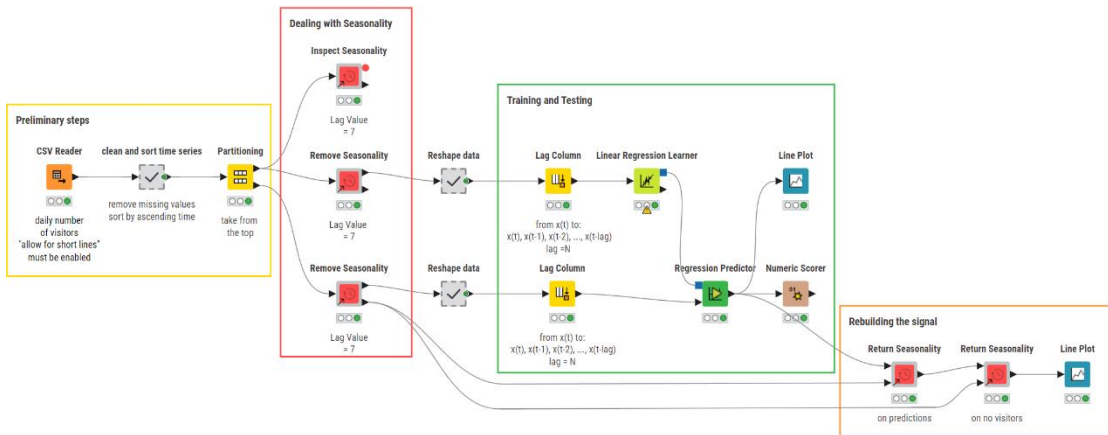 Dealing with Seasonality
Inspect Seasonality
Lag Value
= 7
Preliminary steps
CSV Reader
clean and sort time series
Partitioning
daily number
of visitors
"allow for short lines"
must be enabled
remove missing values
sort by ascending time
take from
the top
Remove Seasonality
Lag Value
= 7
Remove Seasonality
Lag Value
= 7
Reshape data
Reshape data
Training and Testing
Lag Column
Linear Regression Learner
Line Plot
from x(t) to:
x(t), x(t-1), x(t-2), ..., x(t-lag)
lag =N
Lag Column
Regression Predictor
Numeric Scorer
from x(t) to:
x(t), x(t-1), x(t-2), ..., x(t-lag)
lag = N
Rebuilding the signal
Return Seasonality
Return Seasonality
Line Plot
on predictions
on no visitors